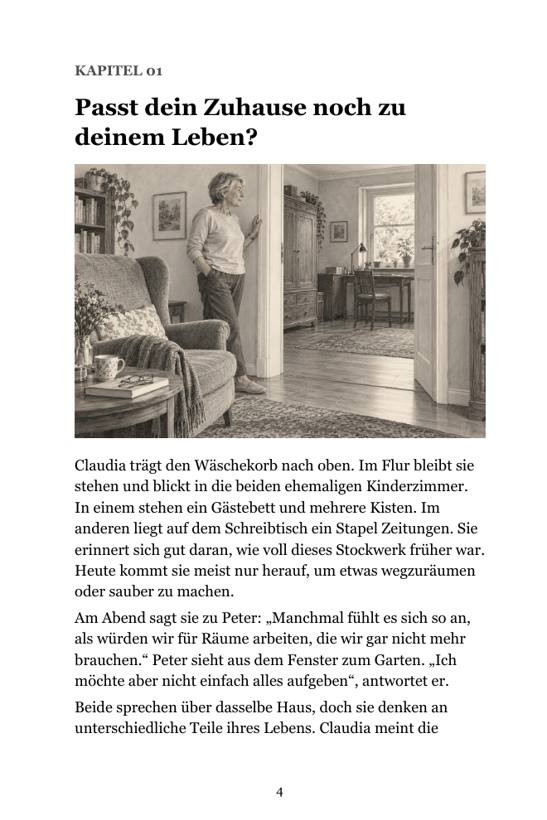 KAPITEL 01
Passt dein Zuhause noch zu
deinem Leben?
Claudia trägt den Wäschekorb nach oben. Im Flur bleibt sie
stehen und blickt in die beiden ehemaligen Kinderzimmer.
In einem stehen ein Gästebett und mehrere Kisten. Im
anderen liegt auf dem Schreibtisch ein Stapel Zeitungen. Sie
erinnert sich gut daran, wie voll dieses Stockwerk früher war.
Heute kommt sie meist nur herauf, um etwas wegzuräumen
oder sauber zu machen.
Am Abend sagt sie zu Peter: „Manchmal fühlt es sich so an,
als würden wir für Räume arbeiten, die wir gar nicht mehr
brauchen.“ Peter sieht aus dem Fenster zum Garten. „Ich
möchte aber nicht einfach alles aufgeben“, antwortet er.
Beide sprechen über dasselbe Haus, doch sie denken an
unterschiedliche Teile ihres Lebens. Claudia meint die
4